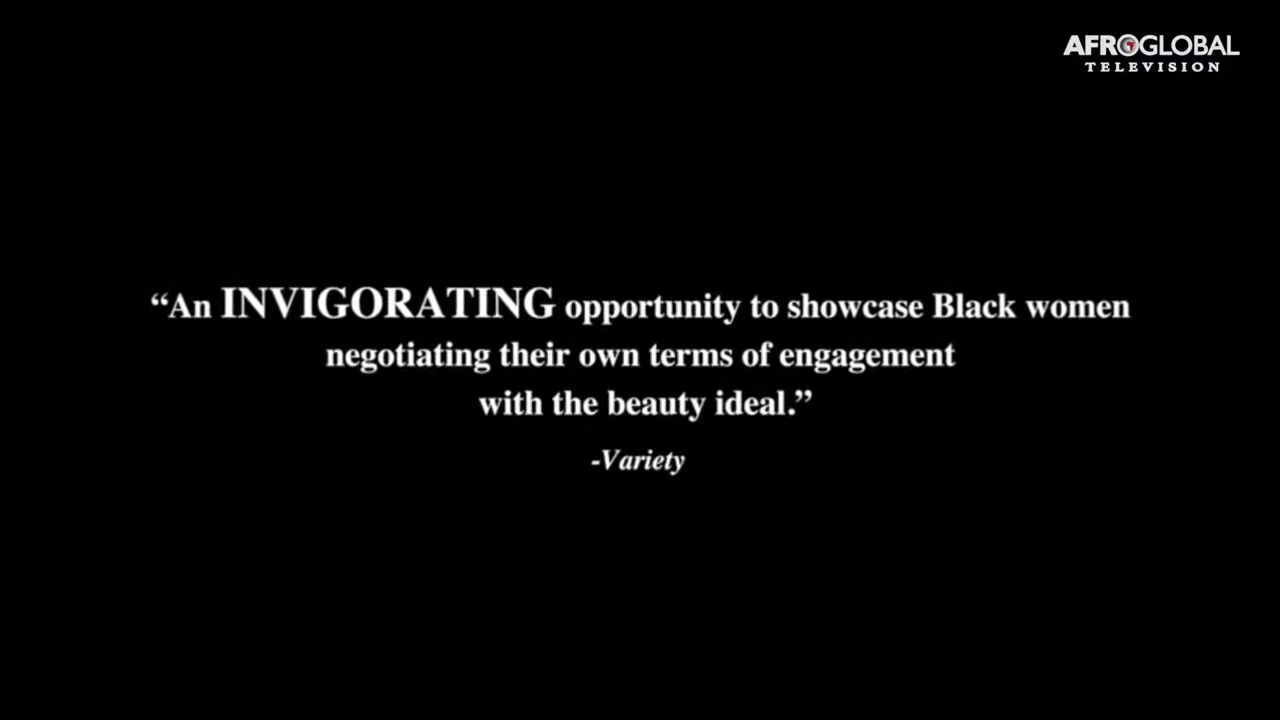 AFROGLOBAL
TELEVISION
“An INVIGORATING opportunity to showcase Black women
negotiating their own terms of engagement
with the beauty ideal.”
-Variety